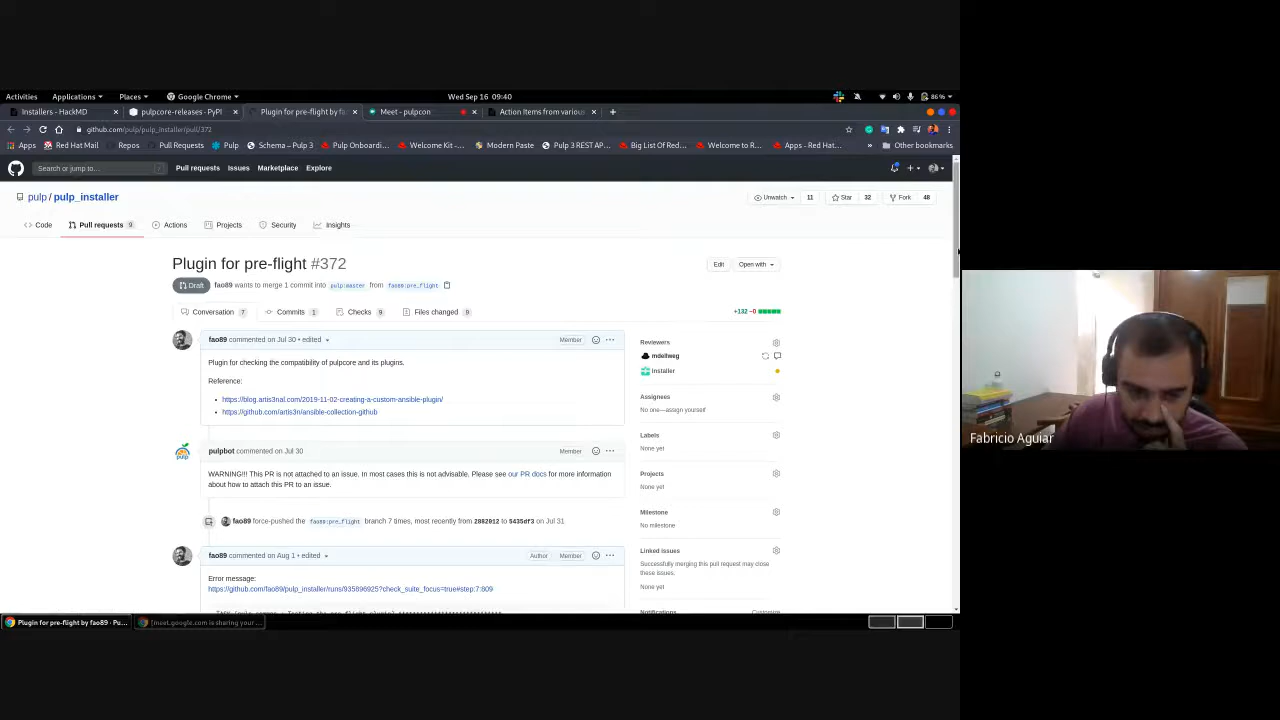 Activities Applications Places Google Chrome Wed Sep 16 09:40 86 %
Installers - HackMD pulpcore-releases - PyPI Plugin for pre-flight by fa Meet - pulpcon Action Items from various
github.com/pulp/pulp_installer/pull/372
Apps Red Hat Mail Repos Pull Requests Pulp Schema – Pulp 3 Pulp Onboardi... Welcome Kit -... Modern Paste Pulp 3 REST AP... Big List Of Red... Welcome to R... Apps - Red Hat... » Other bookmarks
Search or jump to... / Pull requests Issues Marketplace Explore
pulp / pulp_installer Unwatch 11 Star 32 Fork 48
Code Pull requests 9 Actions Projects Security Insights
Plugin for pre-flight #372 Edit Open with
Draft fao89 wants to merge 1 commit into pulp:master from fao89:pre_flight
Conversation 7 Commits 1 Checks 9 Files changed 9 +132 −0
fao89 commented on Jul 30 • edited Member
Plugin for checking the compatibility of pulpcore and its plugins.
Reference:
https://blog.artis3nal.com/2019-11-02-creating-a-custom-ansible-plugin/
https://github.com/artis3n/ansible-collection-github
pulp
pulpbot commented on Jul 30 Member
WARNING!!! This PR is not attached to an issue. In most cases this is not advisable. Please see our PR docs for more information
about how to attach this PR to an issue.
fao89 force-pushed the fao89:pre_flight branch 7 times, most recently from 2882012 to 5435df3 on Jul 31
fao89 commented on Aug 1 • edited Author Member
Error message:
https://github.com/fao89/pulp_installer/runs/935896925?check_suite_focus=true#step:7:809
Reviewers
mdellweg
installer
Assignees
No one—assign yourself
Labels
None yet
Projects
None yet
Milestone
No milestone
Linked issues
Successfully merging this pull request may close
these issues.
None yet
Notifications Customize
Plugin for pre-flight by fao89 · Pu... [meet.google.com is sharing your ...
Fabricio Aguiar